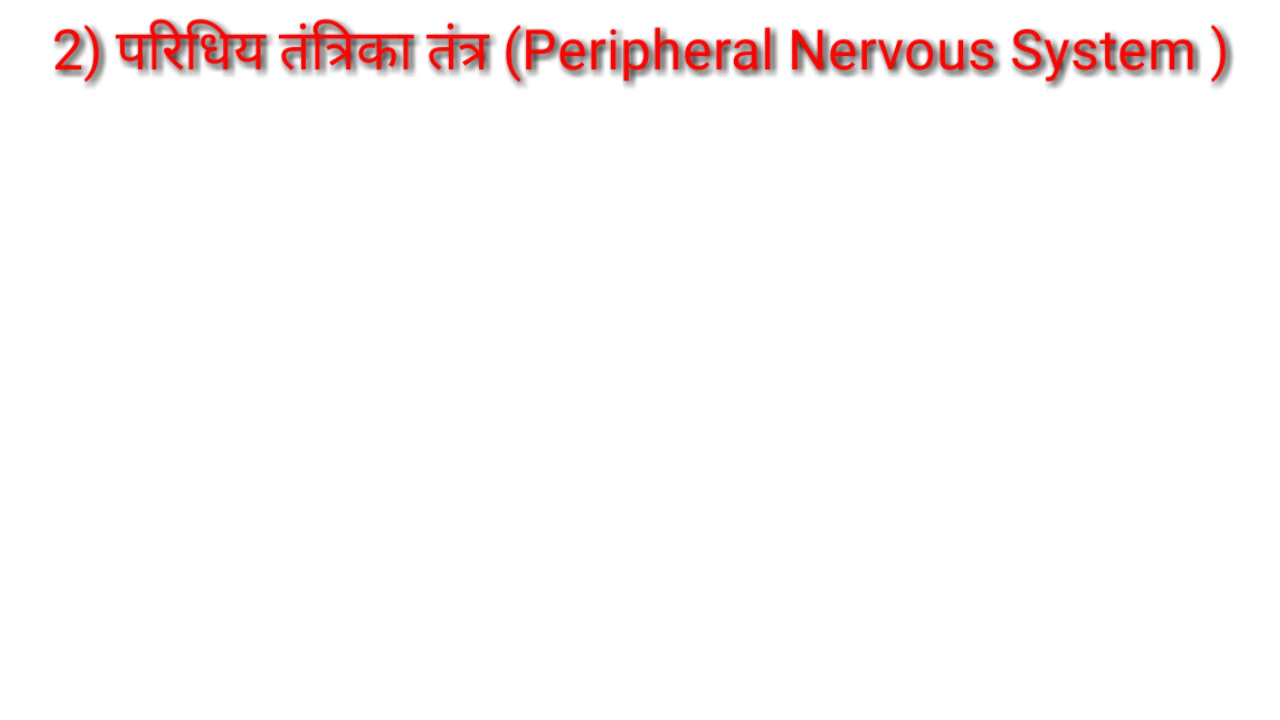 2) परिधिय तंत्रिका तंत्र (Peripheral Nervous System )